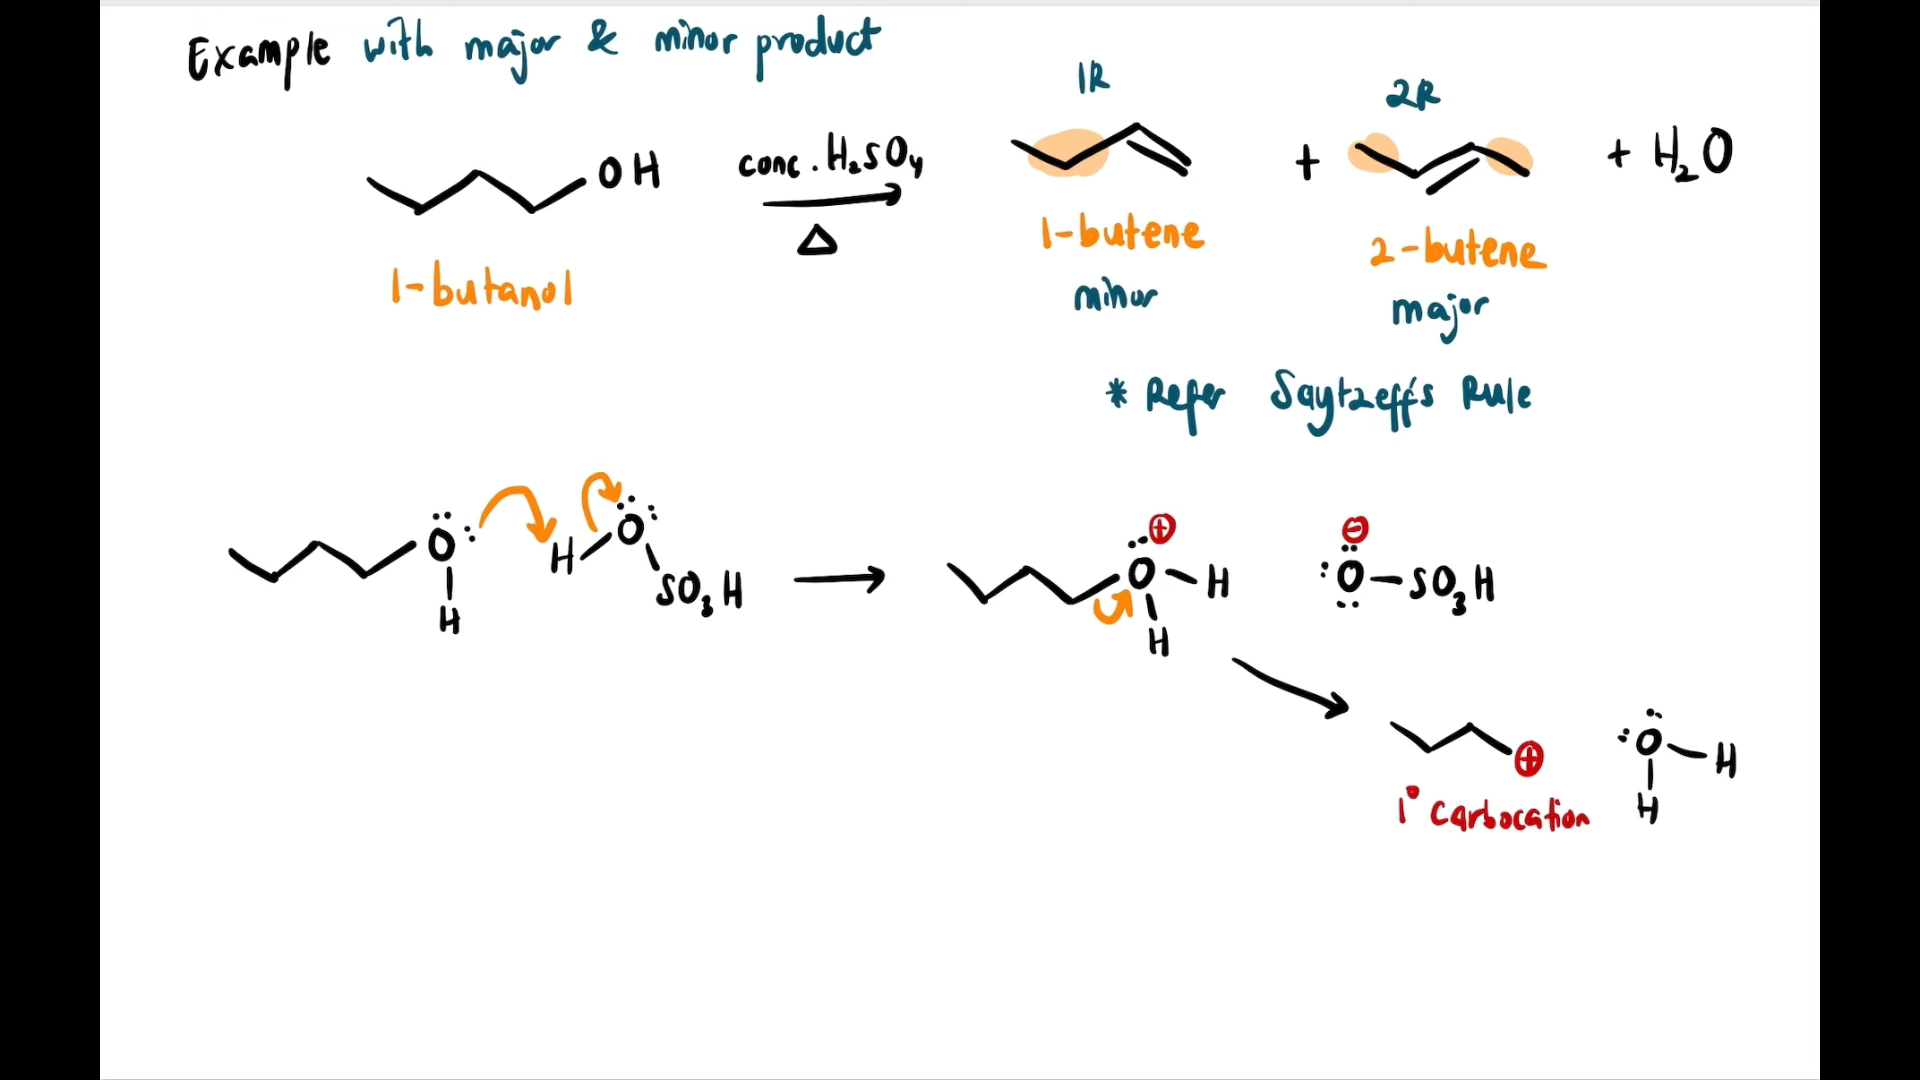 Example with major & minor product
1R
2R
OH
conc. H₂SO₄
Δ
+
+ H₂O
1-butanol
1-butene
minor
2-butene
major
* Refer Saytzeff's Rule
O
H
H
O
SO₃H
⊕
O
H
H
⊖
O
SO₃H
⊕
1° carbocation
O
H
H